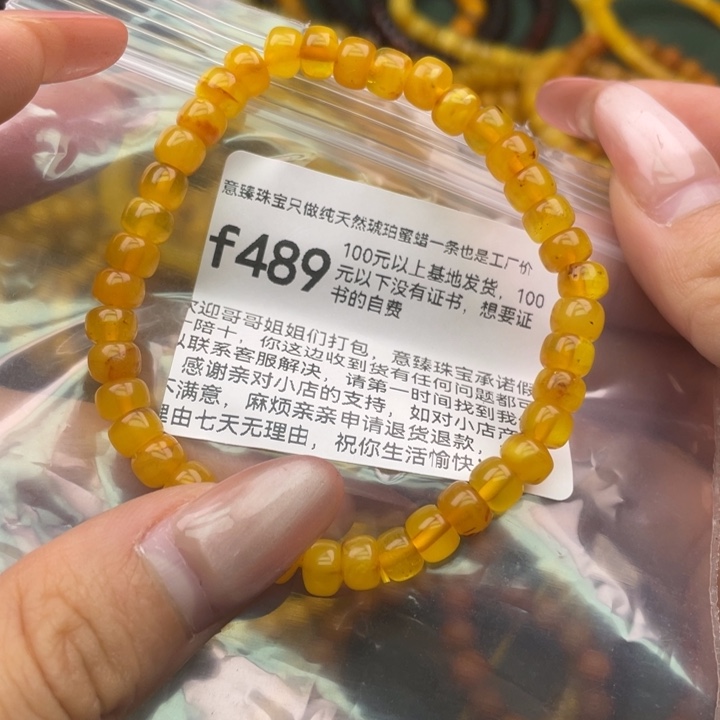 意臻珠宝只做纯天然琥珀蜜蜡一条也是工厂价
f489
100元以上基地发货，100
元以下没有证书，想要证
书的自费
迎哥哥姐姐们打包，意臻珠宝承诺假
一陪十，你这边收到货有任何问题都可
以联系客服解决，请第一时间找到我
感谢亲对小店的支持，如对小店产
不满意，麻烦亲亲申请退货退款，
理由七天无理由，祝你生活愉快